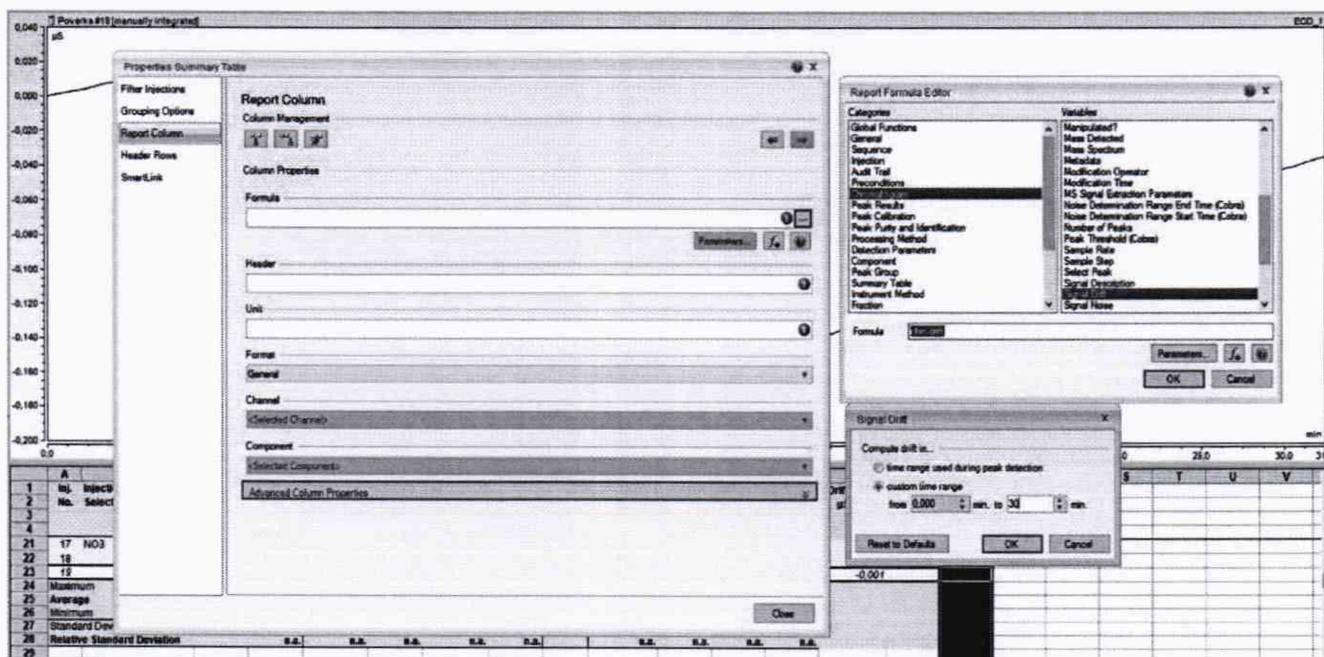 Poverka #19 [manually integrated]
µS
0,040
0,020
0,000
-0,020
-0,040
-0,060
-0,080
-0,100
-0,120
-0,140
-0,160
-0,180
-0,200
0,0
25,0
30,0
min
Properties Summary Table
Filter Injections
Grouping Options
Report Column
Header Rows
SmartLink
Report Column
Column Management
Column Properties
Formula
Parameters...
Header
Unit
Format
General
Channel
<Selected Channel>
Component
<Selected Component>
Advanced Column Properties
Close
Report Formula Editor
Categories
Global Functions
General
Sequence
Injection
Audit Trail
Preconditions
Peak Results
Peak Calibration
Peak Purity and Identification
Processing Method
Detection Parameters
Component
Peak Group
Summary Table
Instrument Method
Fraction
Variables
Manipulated?
Mass Detected
Mass Spectrum
Metadata
Modification Operator
Modification Time
MS Signal Extraction Parameters
Noise Determination Range End Time (Cobra)
Noise Determination Range Start Time (Cobra)
Number of Peaks
Peak Threshold (Cobra)
Sample Rate
Sample Step
Select Peak
Signal Description
Signal Noise
Formula
Parameters...
OK Cancel
Signal Drift
Compute drift in...
time range used during peak detection
custom time range
from 0.000 min. to 30 min.
Reset to Defaults OK Cancel
A S T U V
1 Inj.
2 No.
3
4
21 17 NO3
22 18
23 19 -0,001
24 Maximum
25 Average
26 Minimum
27 Standard Dev
28 Relative Standard Deviation n.a. n.a. n.a. n.a. n.a. n.a. n.a. n.a. n.a.
29